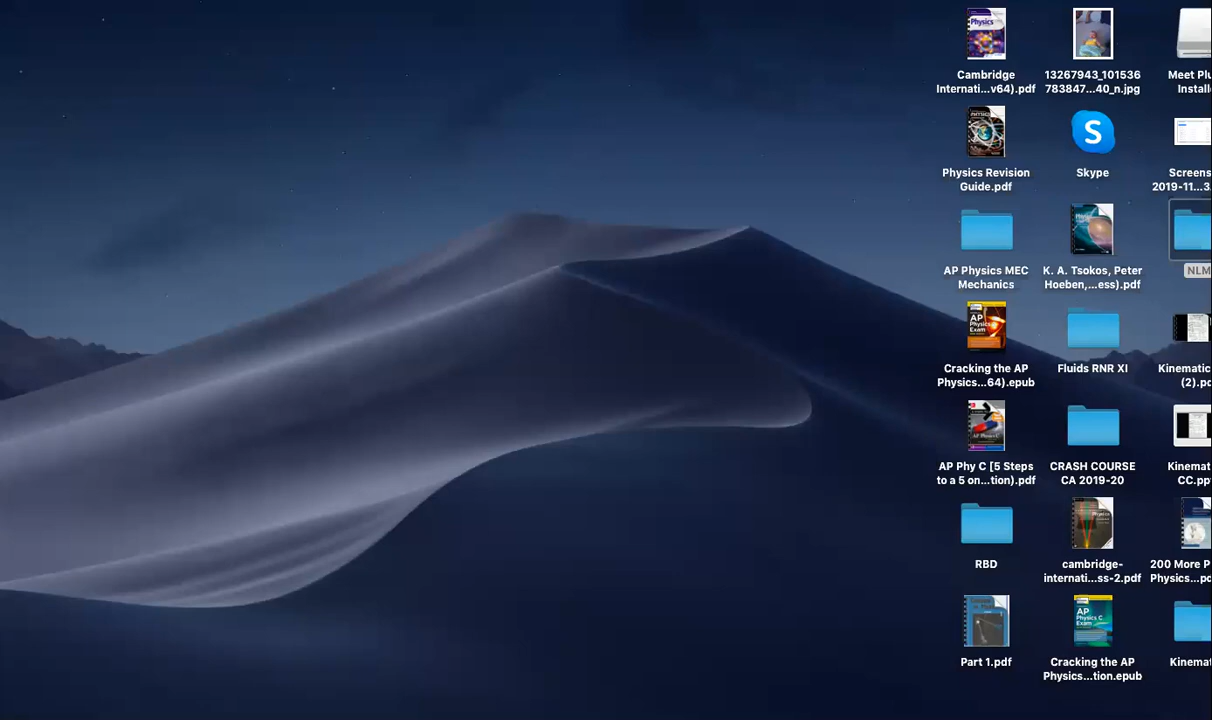 Cambridge
Internati...v64).pdf
13267943_101536
783847...40_n.jpg
Meet Plu
Install
Physics Revision
Guide.pdf
Skype
Screens
2019-11...3.
AP Physics MEC
Mechanics
K. A. Tsokos, Peter
Hoeben,...ess).pdf
NLM
Cracking the AP
Physics...64).epub
Fluids RNR XI
Kinematic
(2).pd
AP Phy C [5 Steps
to a 5 on...tion).pdf
CRASH COURSE
CA 2019-20
Kinemat
CC.pp
RBD
cambridge-
internati...ss-2.pdf
200 More P
Physics...pd
Part 1.pdf
Cracking the AP
Physics...tion.epub
Kinemat